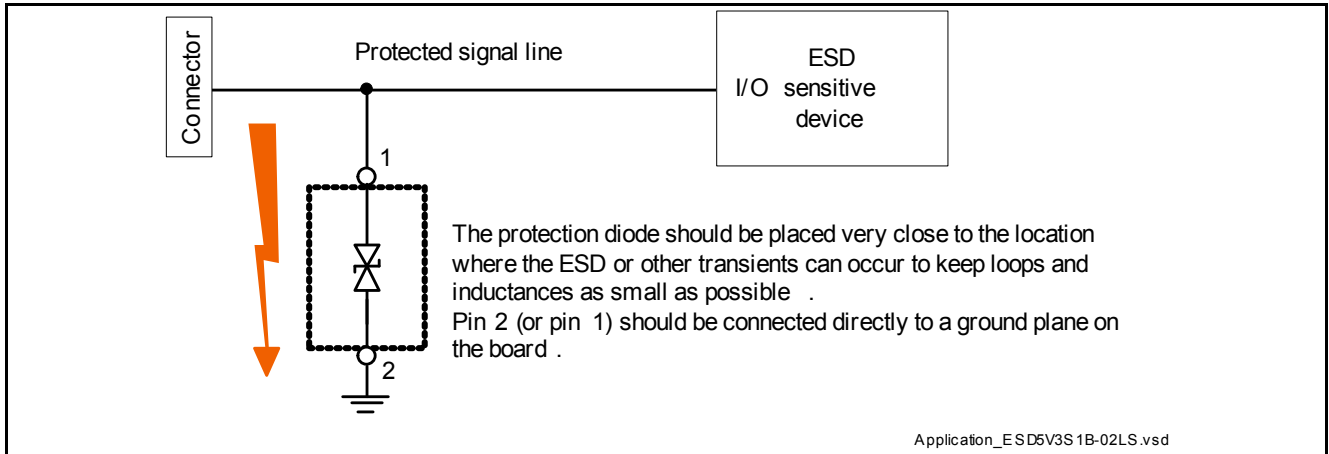 Connector
Protected signal line
ESD
I/O sensitive
device
1
The protection diode should be placed very close to the location
where the ESD or other transients can occur to keep loops and
inductances as small as possible .
Pin 2 (or pin 1) should be connected directly to a ground plane on
the board .
2
Application_ESD5V3S1B-02LS.vsd